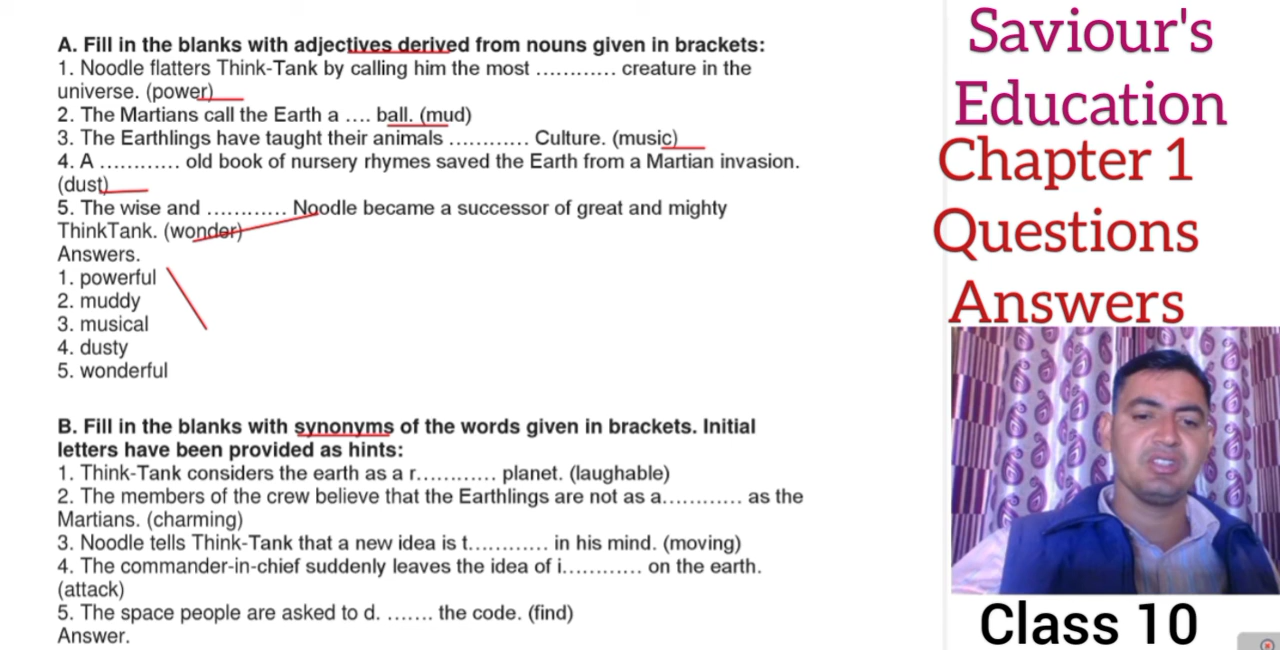 A. Fill in the blanks with adjectives derived from nouns given in brackets:
1. Noodle flatters Think-Tank by calling him the most ............ creature in the
universe. (power)
2. The Martians call the Earth a .... ball. (mud)
3. The Earthlings have taught their animals ............ Culture. (music)
4. A ............ old book of nursery rhymes saved the Earth from a Martian invasion.
(dust)
5. The wise and ............ Noodle became a successor of great and mighty
ThinkTank. (wonder)
Answers.
1. powerful
2. muddy
3. musical
4. dusty
5. wonderful
B. Fill in the blanks with synonyms of the words given in brackets. Initial
letters have been provided as hints:
1. Think-Tank considers the earth as a r............ planet. (laughable)
2. The members of the crew believe that the Earthlings are not as a............ as the
Martians. (charming)
3. Noodle tells Think-Tank that a new idea is t............ in his mind. (moving)
4. The commander-in-chief suddenly leaves the idea of i............ on the earth.
(attack)
5. The space people are asked to d. ....... the code. (find)
Answer.
Saviour's
Education
Chapter 1
Questions
Answers
Class 10